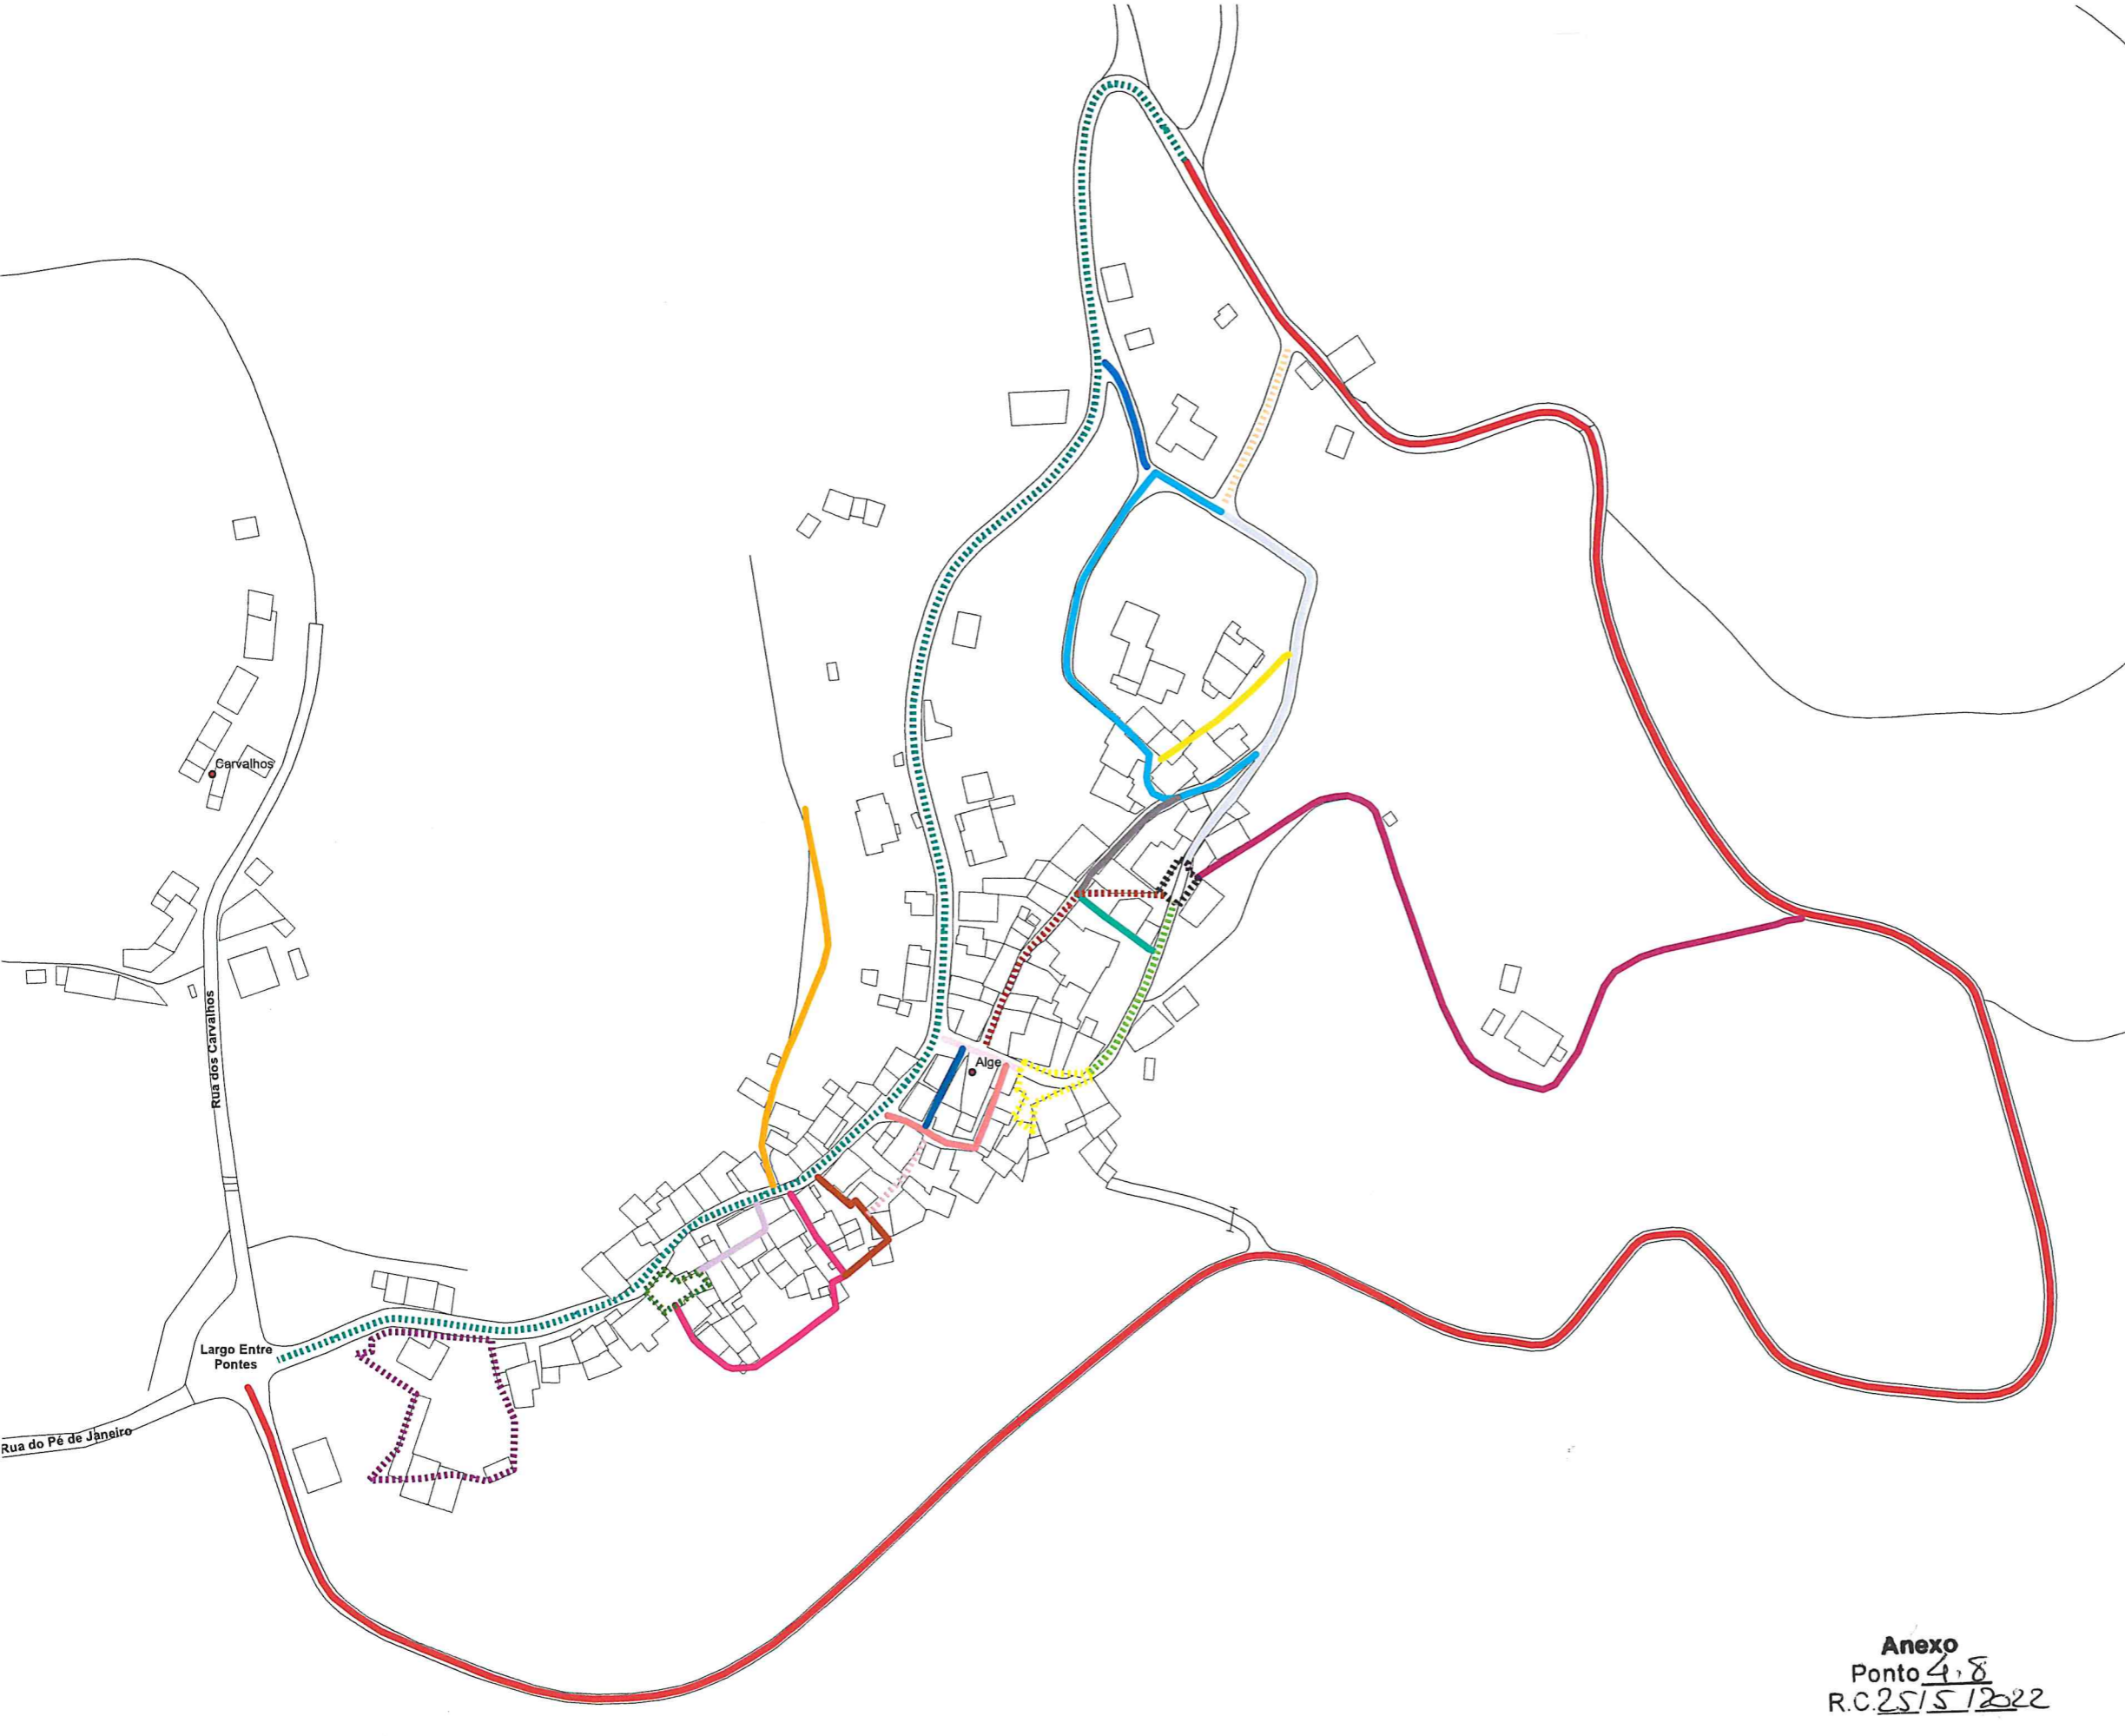 Carvalhos
Rua dos Carvalhos
Alge
Largo Entre
Pontes
Rua do Pé de Janeiro
Anexo
Ponto 4.8
R.C. 25/5/2022